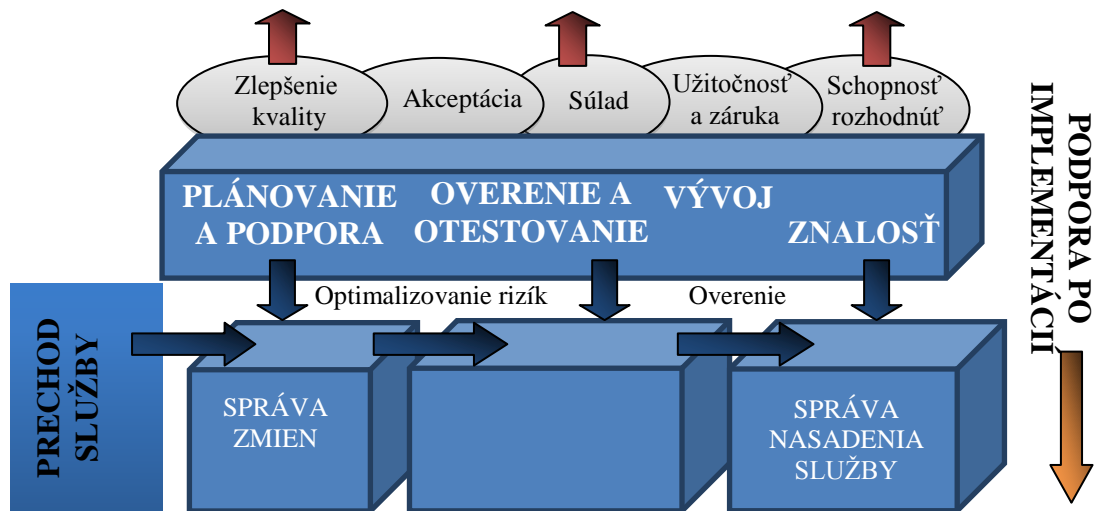 Zlepšenie
kvality
Akceptácia
Súlad
Užitočnosť
a záruka
Schopnosť
rozhodnúť
PLÁNOVANIE
A PODPORA
OVERENIE A
OTESTOVANIE
VÝVOJ
ZNALOSŤ
Optimalizovanie rizík
Overenie
PRECHOD
SLUŽBY
SPRÁVA
ZMIEN
SPRÁVA
NASADENIA
SLUŽBY
PODPORA PO
IMPLEMENTÁCIÍ